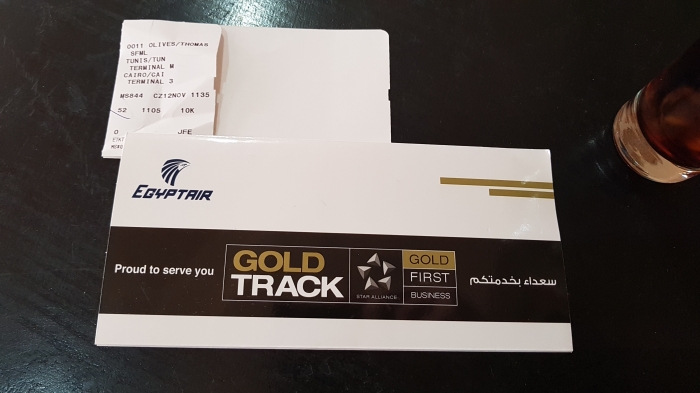 0011 OLIVES/THOMAS
SFML
TUNIS/TUN
TERMINAL M
CAIRO/CAI
TERMINAL 3
MS844 CZ12NOV 1135
52 1105 10K
0 JFE
EGYPTAIR
Proud to serve you
GOLD
TRACK
STAR ALLIANCE
GOLD
FIRST
BUSINESS
سعداء بخدمتكم